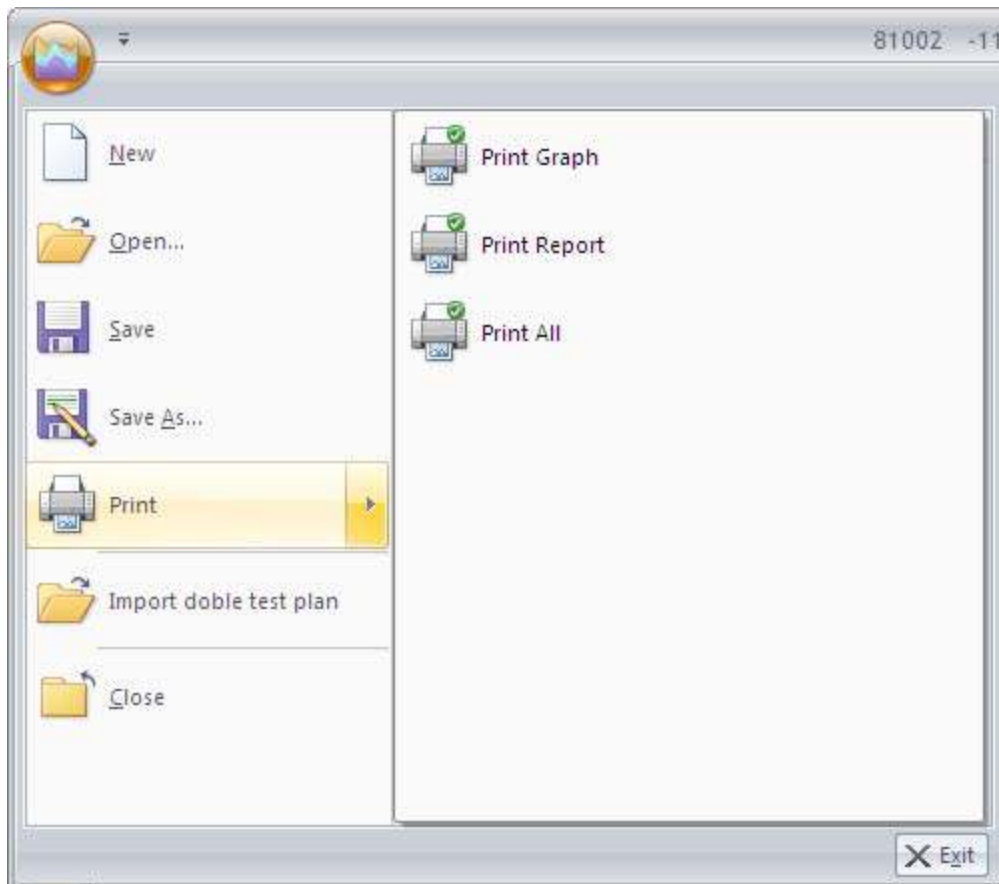 81002 -11
New
Open...
Save
Save As...
Print
Import doble test plan
Close
Print Graph
Print Report
Print All
Exit